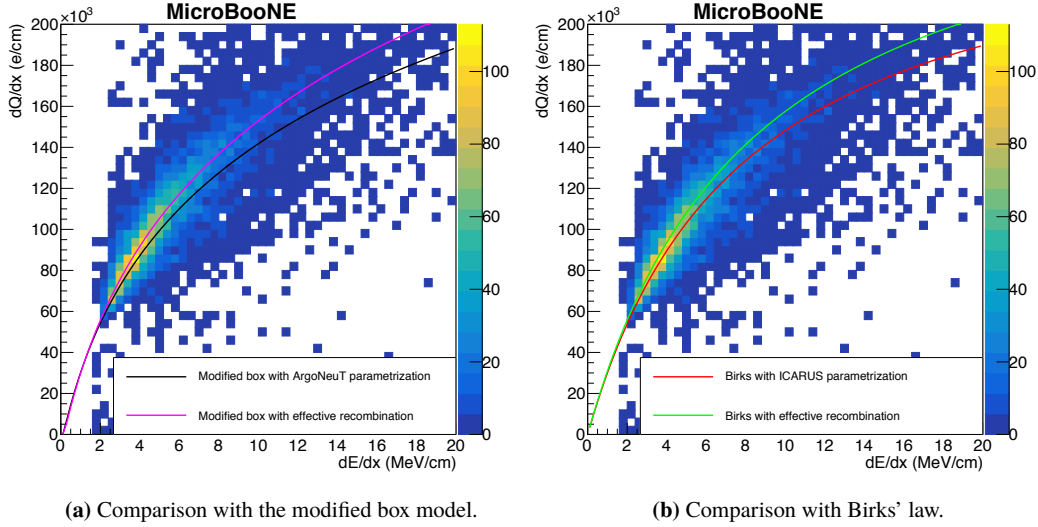 MicroBooNE
×10³
200
180
160
140
120
100
80
60
40
20
0
dQ/dx (e/cm)
0 2 4 6 8 10 12 14 16 18 20
dE/dx (MeV/cm)
100
80
60
40
20
0
Modified box with ArgoNeuT parametrization
Modified box with effective recombination
(a) Comparison with the modified box model.
MicroBooNE
×10³
200
180
160
140
120
100
80
60
40
20
0
dQ/dx (e/cm)
0 2 4 6 8 10 12 14 16 18 20
dE/dx (MeV/cm)
100
80
60
40
20
0
Birks with ICARUS parametrization
Birks with effective recombination
(b) Comparison with Birks’ law.